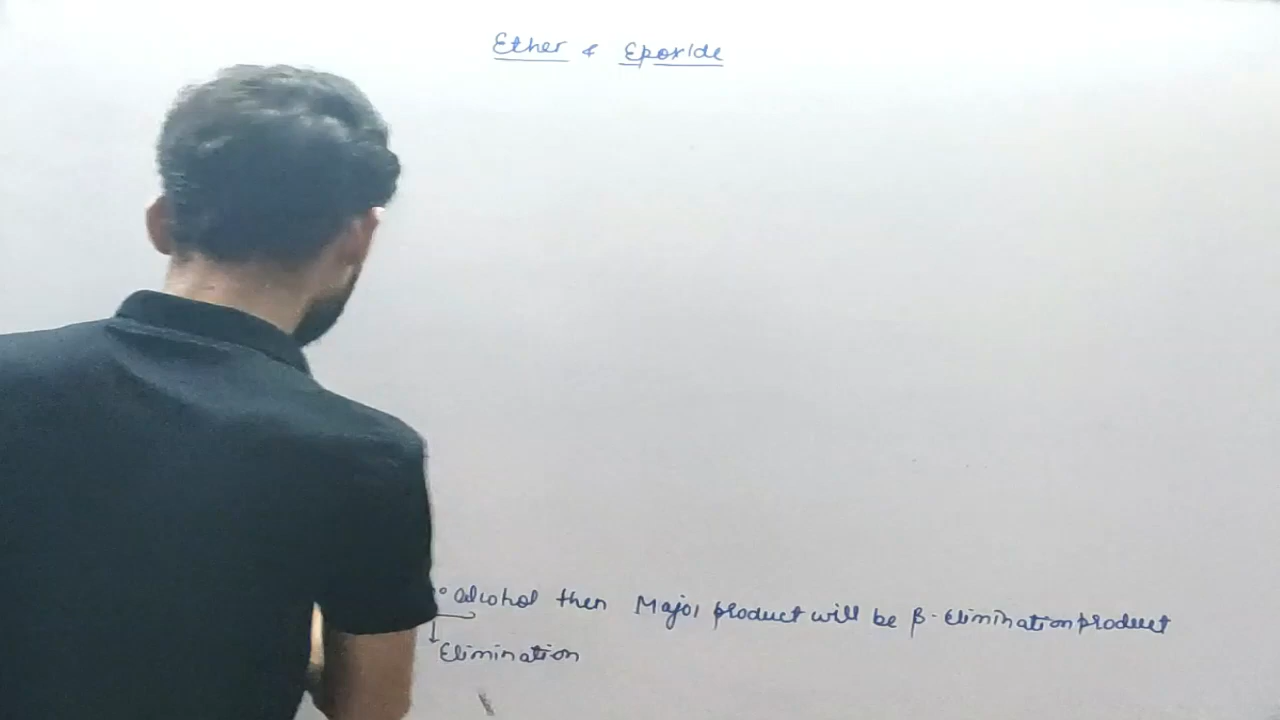 Ether & Epoxide
° alcohol then Major product will be β-Elimination product
Elimination